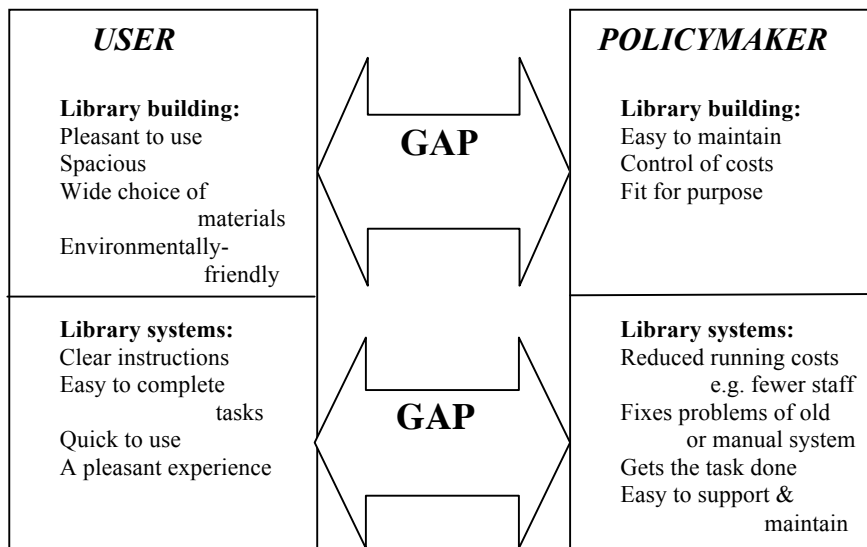 USER
Library building:
Pleasant to use
Spacious
Wide choice of
materials
Environmentally-
friendly
Library systems:
Clear instructions
Easy to complete
tasks
Quick to use
A pleasant experience
GAP
GAP
POLICYMAKER
Library building:
Easy to maintain
Control of costs
Fit for purpose
Library systems:
Reduced running costs
e.g. fewer staff
Fixes problems of old
or manual system
Gets the task done
Easy to support &
maintain